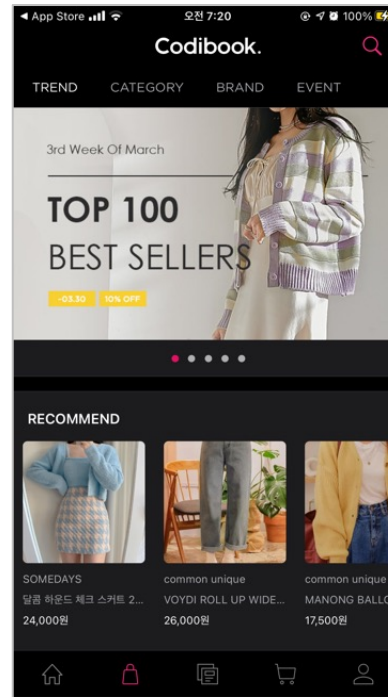 App Store
오전 7:20
100%
Codibook.
TREND CATEGORY BRAND EVENT
3rd Week Of March
TOP 100
BEST SELLERS
-03.30 10% OFF
RECOMMEND
SOMEDAYS
달콤 하운드 체크 스커트 2...
24,000원
common unique
VOYDI ROLL UP WIDE...
26,000원
common unique
MANONG BALLO
17,500원